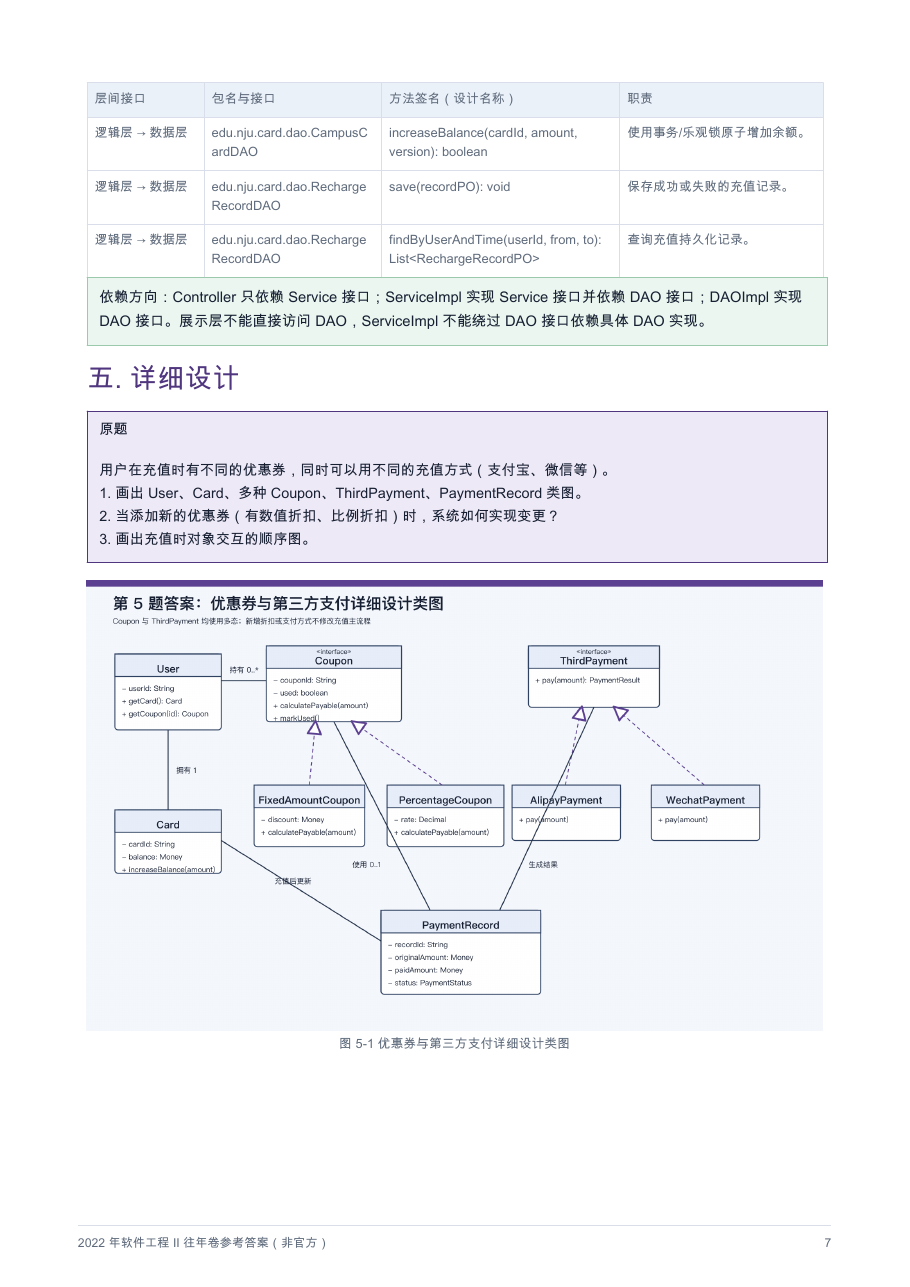 层间接口 包名与接口 方法签名（设计名称） 职责
逻辑层 → 数据层 edu.nju.card.dao.CampusC increaseBalance(cardId, amount, 使用事务/乐观锁原子增加余额。
ardDAO version): boolean
逻辑层 → 数据层 edu.nju.card.dao.Recharge save(recordPO): void 保存成功或失败的充值记录。
RecordDAO
逻辑层 → 数据层 edu.nju.card.dao.Recharge findByUserAndTime(userId, from, to): 查询充值持久化记录。
RecordDAO List<RechargeRecordPO>
依赖方向：Controller 只依赖 Service 接口；ServiceImpl 实现 Service 接口并依赖 DAO 接口；DAOImpl 实现
DAO 接口。展示层不能直接访问 DAO，ServiceImpl 不能绕过 DAO 接口依赖具体 DAO 实现。
五. 详细设计
原题
用户在充值时有不同的优惠券，同时可以用不同的充值方式（支付宝、微信等）。
1. 画出 User、Card、多种 Coupon、ThirdPayment、PaymentRecord 类图。
2. 当添加新的优惠券（有数值折扣、比例折扣）时，系统如何实现变更？
3. 画出充值时对象交互的顺序图。
第 5 题答案：优惠券与第三方支付详细设计类图
Coupon 与 ThirdPayment 均使用多态；新增折扣或支付方式不修改充值主流程
User
– userId: String
+ getCard(): Card
+ getCoupon(id): Coupon
持有 0..*
<interface>
Coupon
– couponId: String
– used: boolean
+ calculatePayable(amount)
+ markUsed()
<interface>
ThirdPayment
+ pay(amount): PaymentResult
拥有 1
FixedAmountCoupon
– discount: Money
+ calculatePayable(amount)
PercentageCoupon
– rate: Decimal
+ calculatePayable(amount)
AlipayPayment
+ pay(amount)
WechatPayment
+ pay(amount)
Card
– cardId: String
– balance: Money
+ increaseBalance(amount)
充值后更新
使用 0..1
生成结果
PaymentRecord
– recordId: String
– originalAmount: Money
– paidAmount: Money
– status: PaymentStatus
图 5-1 优惠券与第三方支付详细设计类图
2022 年软件工程 II 往年卷参考答案（非官方） 7